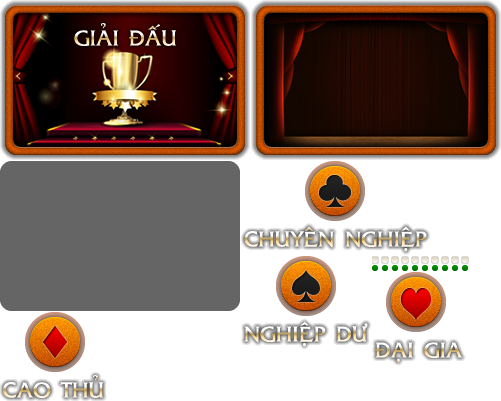 GIẢI ĐẤU
CHUYÊN NGHIỆP
NGHIỆP DƯ
ĐẠI GIA
CAO THỦ